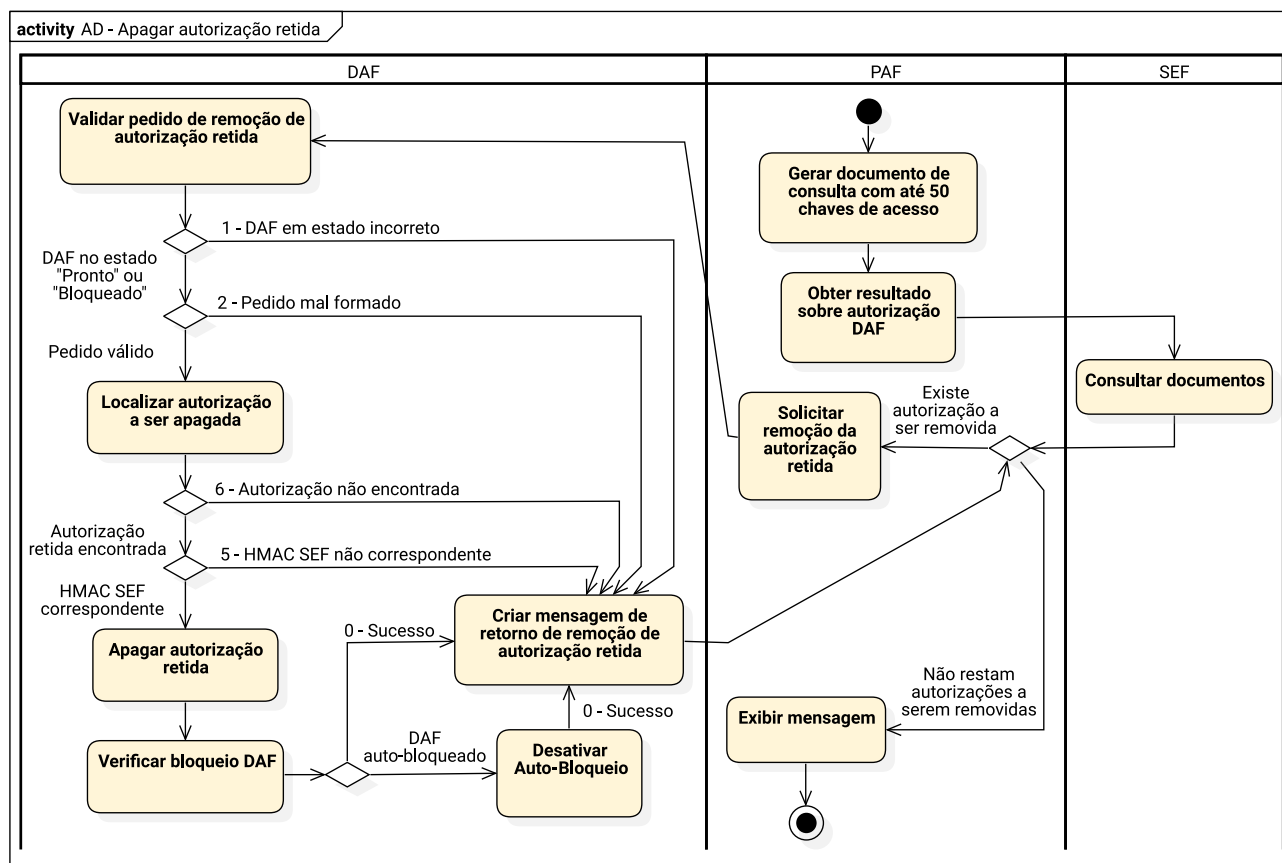 activity AD - Apagar autorização retida
DAF
PAF
SEF
Validar pedido de remoção de
autorização retida
1 - DAF em estado incorreto
DAF no estado
"Pronto" ou
"Bloqueado"
2 - Pedido mal formado
Pedido válido
Localizar autorização
a ser apagada
6 - Autorização não encontrada
Autorização
retida encontrada
5 - HMAC SEF não correspondente
HMAC SEF
correspondente
Apagar autorização
retida
Verificar bloqueio DAF
0 - Sucesso
DAF
auto-bloqueado
Criar mensagem de
retorno de remoção de
autorização retida
0 - Sucesso
Desativar
Auto-Bloqueio
Gerar documento de
consulta com até 50
chaves de acesso
Obter resultado
sobre autorização
DAF
Consultar documentos
Existe
autorização a
ser removida
Solicitar
remoção da
autorização
retida
Não restam
autorizações a
serem removidas
Exibir mensagem